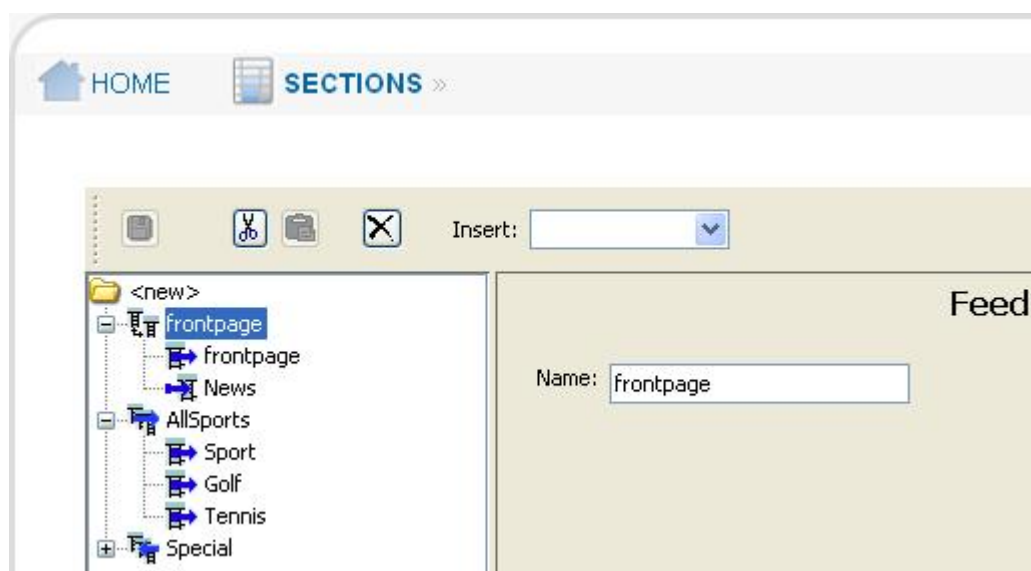 HOME SECTIONS »
Insert:
<new>
frontpage
frontpage
News
AllSports
Sport
Golf
Tennis
Special
Feed
Name: frontpage